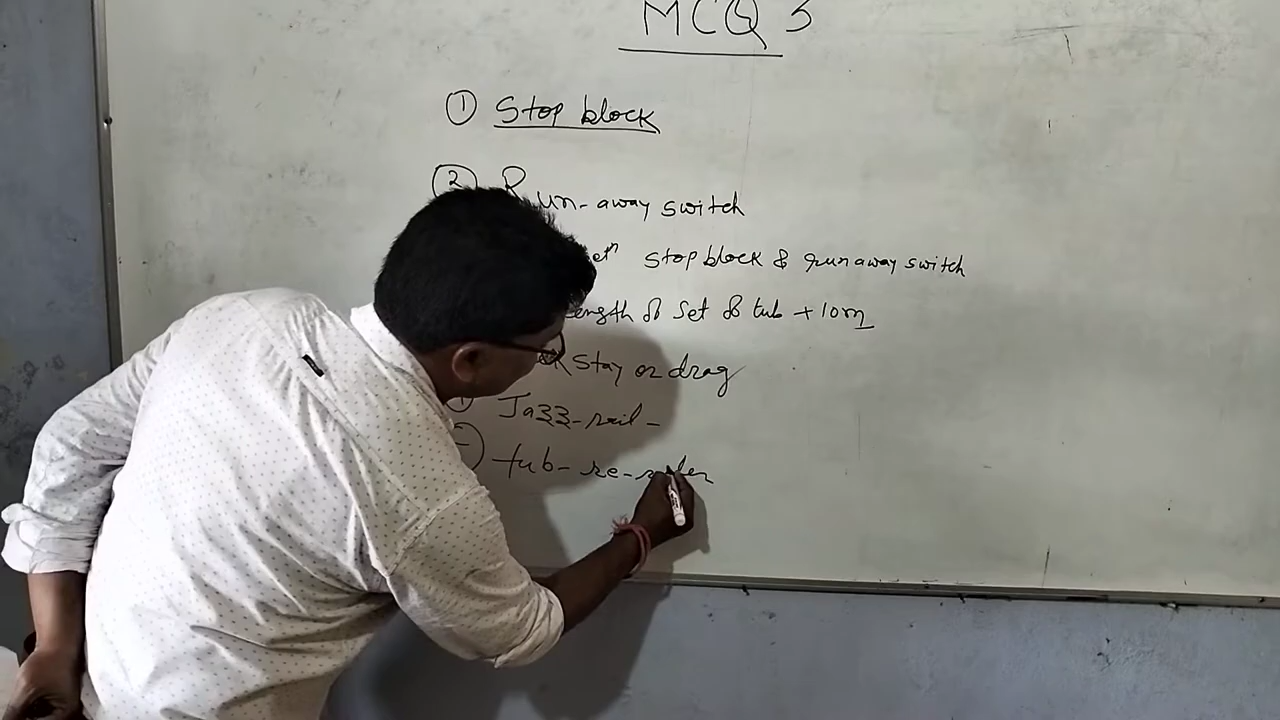 MCQ 3
① Stop block
② Run-away switch
stop block & runaway switch
Length of set of tub + 10m
stay or drag
Jazz-rail -
tub- re-railer